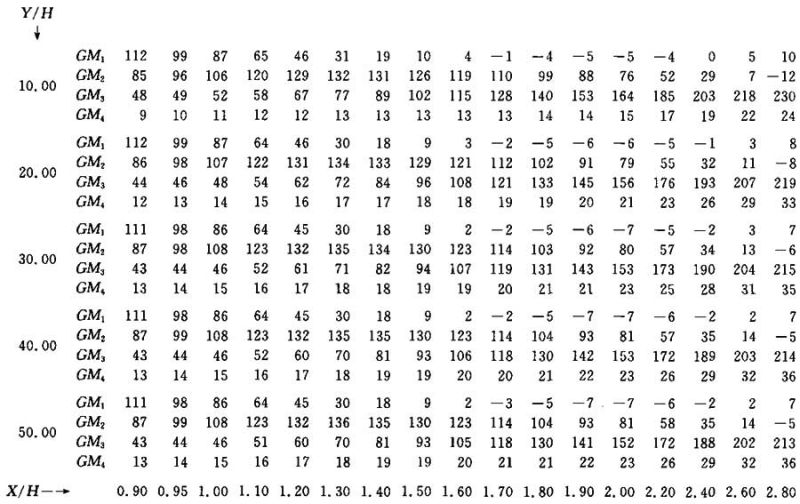 Y/H
↓
GM₁ 112 99 87 65 46 31 19 10 4 −1 −4 −5 −5 −4 0 5 10
GM₂ 85 96 106 120 129 132 131 126 119 110 99 88 76 52 29 7 −12
10.00
GM₃ 48 49 52 58 67 77 89 102 115 128 140 153 164 185 203 218 230
GM₄ 9 10 11 12 12 13 13 13 13 13 14 14 15 17 19 22 24
GM₁ 112 99 87 64 46 30 18 9 3 −2 −5 −6 −6 −5 −1 3 8
GM₂ 86 98 107 122 131 134 133 129 121 112 102 91 79 55 32 11 −8
20.00
GM₃ 44 46 48 54 62 72 84 96 108 121 133 145 156 176 193 207 219
GM₄ 12 13 14 15 16 17 17 18 18 19 19 20 21 23 26 29 33
GM₁ 111 98 86 64 45 30 18 9 2 −2 −5 −6 −7 −5 −2 3 7
GM₂ 87 98 108 123 132 135 134 130 123 114 103 92 80 57 34 13 −6
30.00
GM₃ 43 44 46 52 61 71 82 94 107 119 131 143 153 173 190 204 215
GM₄ 13 14 15 16 17 18 18 19 19 20 21 21 23 25 28 31 35
GM₁ 111 98 86 64 45 30 18 9 2 −2 −5 −7 −7 −6 −2 2 7
GM₂ 87 99 108 123 132 135 135 130 123 114 104 93 81 57 35 14 −5
40.00
GM₃ 43 44 46 52 60 70 81 93 106 118 130 142 153 172 189 203 214
GM₄ 13 14 15 16 17 18 19 19 20 20 21 22 23 26 29 32 36
GM₁ 111 98 86 64 45 30 18 9 2 −3 −5 −7 −7 −6 −2 2 7
GM₂ 87 99 108 123 132 136 135 130 123 114 104 93 81 58 35 14 −5
50.00
GM₃ 43 44 46 51 60 70 81 93 105 118 130 141 152 172 188 202 213
GM₄ 13 14 15 16 17 18 19 19 20 21 21 22 23 26 29 32 36
X/H−−→ 0.90 0.95 1.00 1.10 1.20 1.30 1.40 1.50 1.60 1.70 1.80 1.90 2.00 2.20 2.40 2.60 2.80